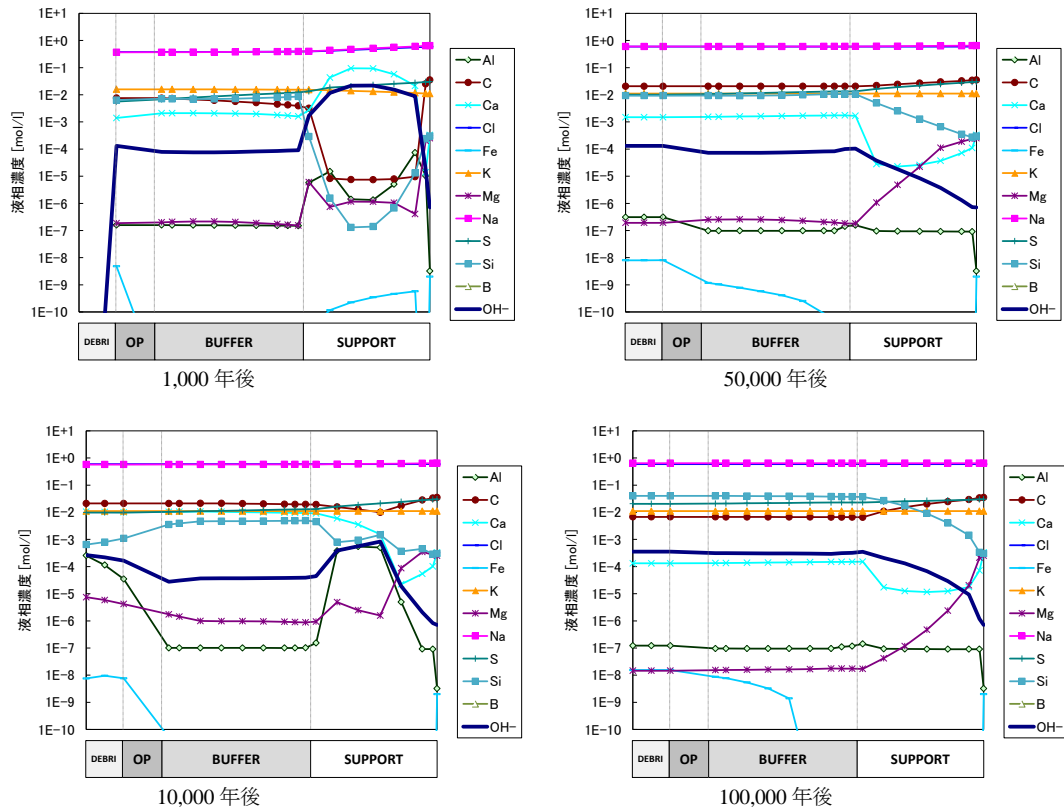 1E+1
1E+0
1E-1
1E-2
1E-3
1E-4
1E-5
1E-6
1E-7
1E-8
1E-9
1E-10
液相濃度 [mol/l]
Al
C
Ca
Cl
Fe
K
Mg
Na
S
Si
B
OH-
DEBRI
OP
BUFFER
SUPPORT
1,000 年後
1E+1
1E+0
1E-1
1E-2
1E-3
1E-4
1E-5
1E-6
1E-7
1E-8
1E-9
1E-10
液相濃度 [mol/l]
Al
C
Ca
Cl
Fe
K
Mg
Na
S
Si
B
OH-
DEBRI
OP
BUFFER
SUPPORT
50,000 年後
1E+1
1E+0
1E-1
1E-2
1E-3
1E-4
1E-5
1E-6
1E-7
1E-8
1E-9
1E-10
液相濃度 [mol/l]
Al
C
Ca
Cl
Fe
K
Mg
Na
S
Si
B
OH-
DEBRI
OP
BUFFER
SUPPORT
10,000 年後
1E+1
1E+0
1E-1
1E-2
1E-3
1E-4
1E-5
1E-6
1E-7
1E-8
1E-9
1E-10
液相濃度 [mol/l]
Al
C
Ca
Cl
Fe
K
Mg
Na
S
Si
B
OH-
DEBRI
OP
BUFFER
SUPPORT
100,000 年後